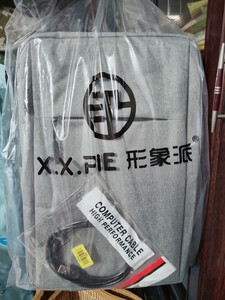 X.X.PIE 形象派®
COMPUTER CABLE
HIGH PERFORMANCE